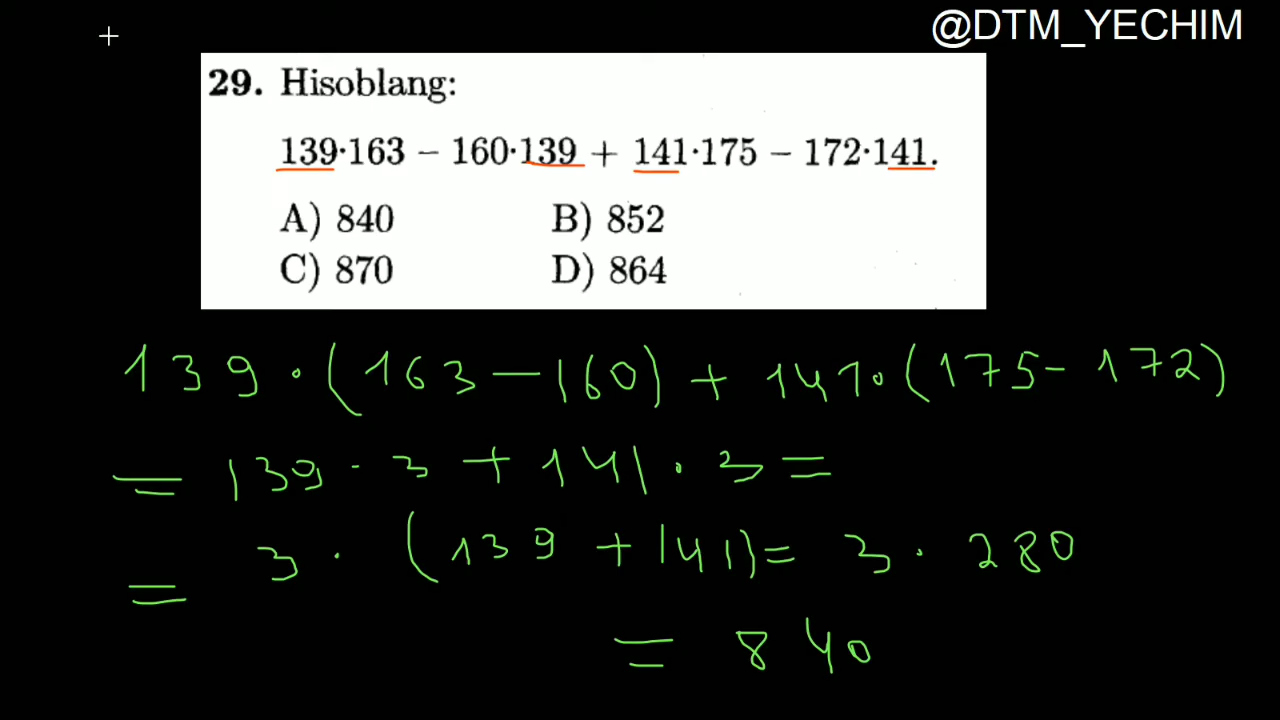 @DTM_YECHIM
29. Hisoblang:
139·163 − 160·139 + 141·175 − 172·141.
A) 840 B) 852
C) 870 D) 864
139 · (163 − 160) + 141 · (175 − 172)
= 139 · 3 + 141 · 3 =
= 3 · (139 + 141) = 3 · 280
= 840